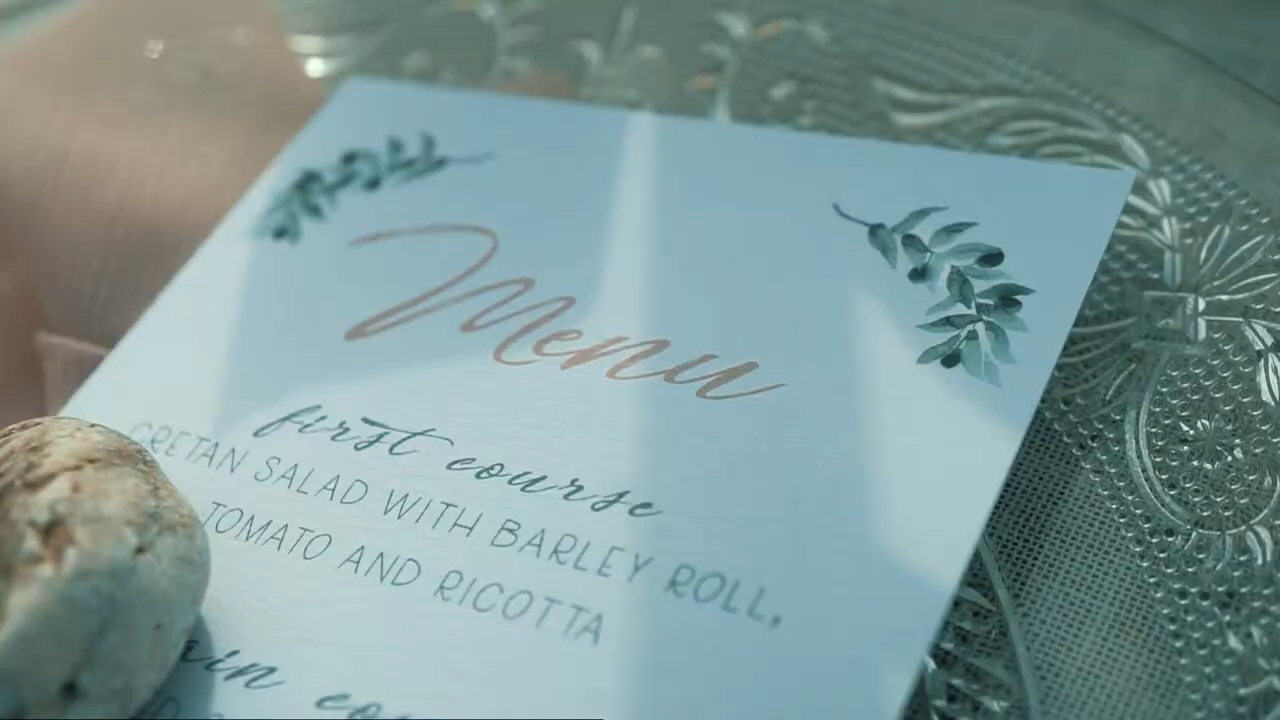 Menu
first course
CRETAN SALAD WITH BARLEY ROLL,
TOMATO AND RICOTTA